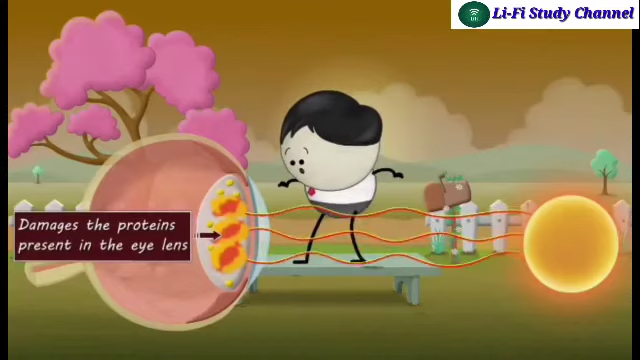 Li-Fi Study Channel
Damages the proteins
present in the eye lens